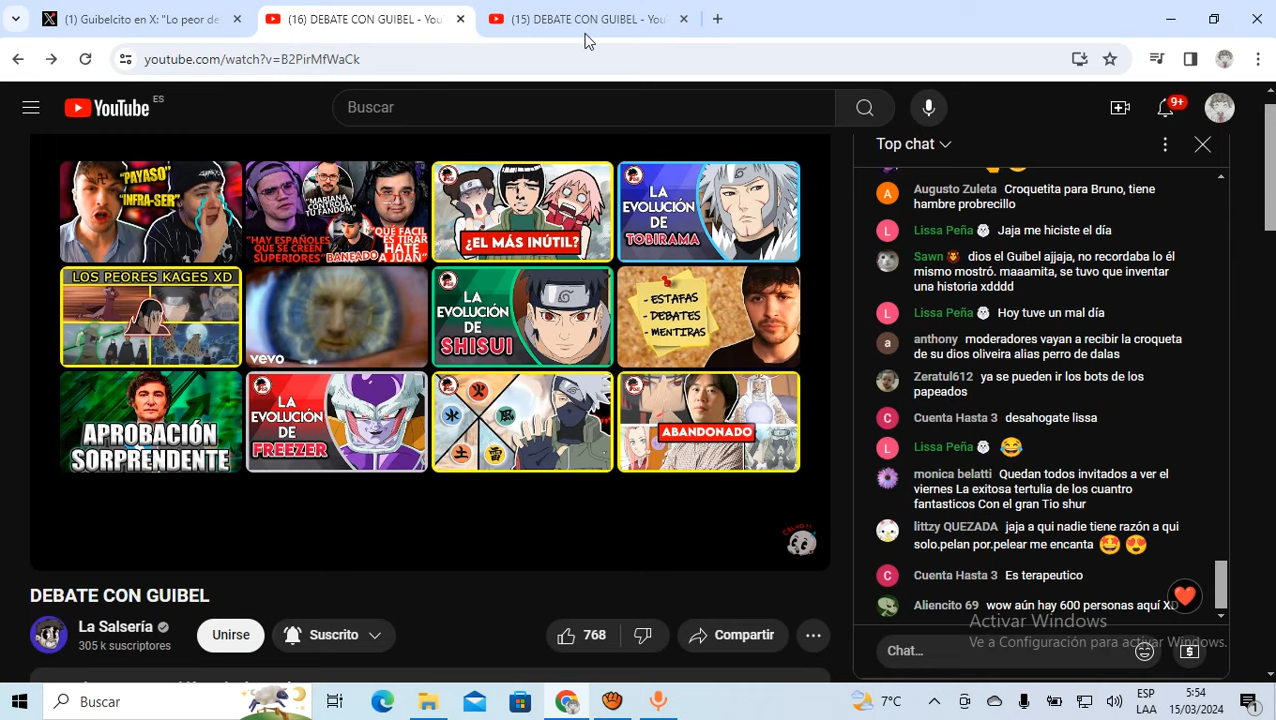 (1) Guibelcito en X: "Lo peor de
(16) DEBATE CON GUIBEL - You
(15) DEBATE CON GUIBEL - You
youtube.com/watch?v=B2PirMfWaCk
YouTube ES
Buscar
9+
Top chat
"PAYASO"
"INFRA-SER"
"MARIANA CONTROLA TU FANDOM"
"HAY ESPAÑOLES QUE SE CREEN SUPERIORES"
BANEADO
"QUÉ FACIL ES TIRAR HATE A JUAN"
¿EL MÁS INÚTIL?
LA EVOLUCIÓN DE TOBIRAMA
LOS PEORES KAGES XD
vevo
LA EVOLUCIÓN DE SHISUI
- ESTAFAS
- DEBATES
- MENTIRAS
APROBACIÓN SORPRENDENTE
LA EVOLUCIÓN DE FREEZER
火
水
風
土
雷
ABANDONADO
Augusto Zuleta Croquetita para Bruno, tiene
hambre probrecillo
Lissa Peña Jaja me hiciste el día
Sawn dios el Guibel ajjaja, no recordaba lo él
mismo mostró. maaamita, se tuvo que inventar
una historia xdddd
Lissa Peña Hoy tuve un mal día
anthony moderadores vayan a recibir la croqueta
de su dios oliveira alias perro de dalas
Zeratul612 ya se pueden ir los bots de los
papeados
Cuenta Hasta 3 desahogate lissa
Lissa Peña 😂
monica belatti Quedan todos invitados a ver el
viernes La exitosa tertulia de los cuantro
fantasticos Con el gran Tio shur
littzy QUEZADA jaja a qui nadie tiene razón a qui
solo.pelan por.pelear me encanta 🤩😍
Cuenta Hasta 3 Es terapeutico
Aliencito 69 wow aún hay 600 personas aquí XD
Chat...
DEBATE CON GUIBEL
La Salsería
305 k suscriptores
Unirse
Suscrito
768
Compartir
Activar Windows
Ve a Configuración para activar Windows.
Buscar
7°C
ESP
LAA
5:54
15/03/2024
1